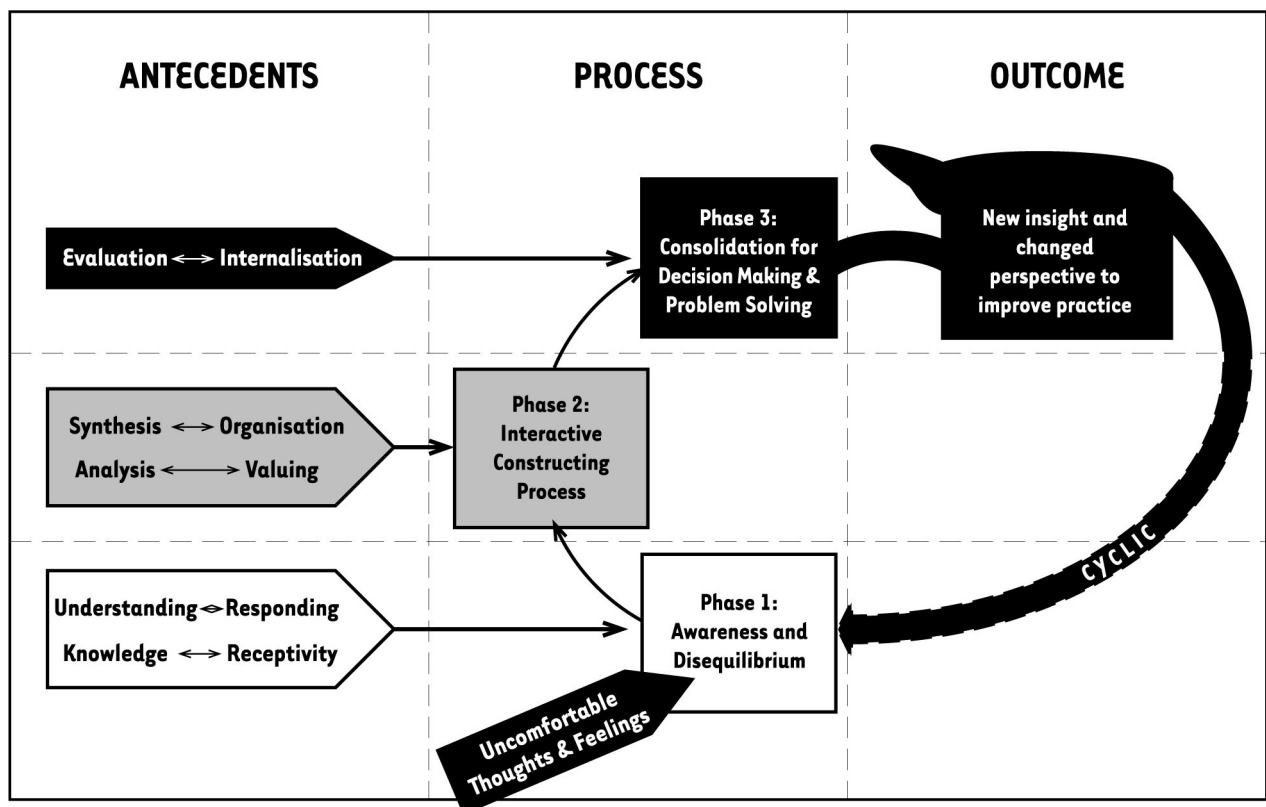 ANTECEDENTS
PROCESS
OUTCOME
Evaluation ↔ Internalisation
Phase 3:
Consolidation for
Decision Making &
Problem Solving
New insight and
changed
perspective to
improve practice
Synthesis ↔ Organisation
Analysis ↔ Valuing
Phase 2:
Interactive
Constructing
Process
Understanding ↔ Responding
Knowledge ↔ Receptivity
Phase 1:
Awareness and
Disequilibrium
Uncomfortable
Thoughts & Feelings
CYCLIC